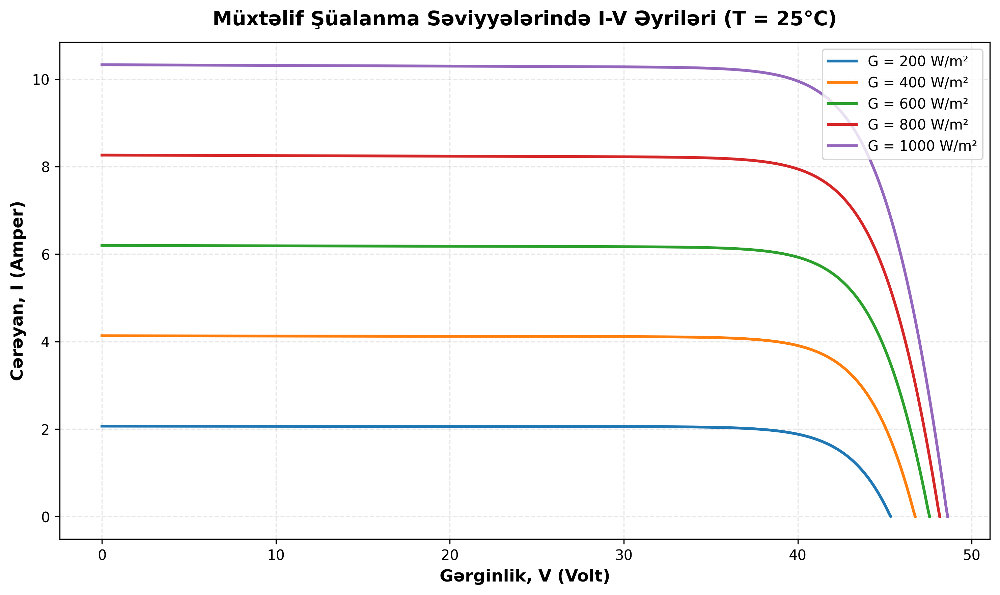 Müxtəlif Şüalanma Səviyyələrində I-V Əyriləri (T = 25°C)
G = 200 W/m²
G = 400 W/m²
G = 600 W/m²
G = 800 W/m²
G = 1000 W/m²
Cərəyan, I (Amper)
10
8
6
4
2
0
0 10 20 30 40 50
Gərginlik, V (Volt)